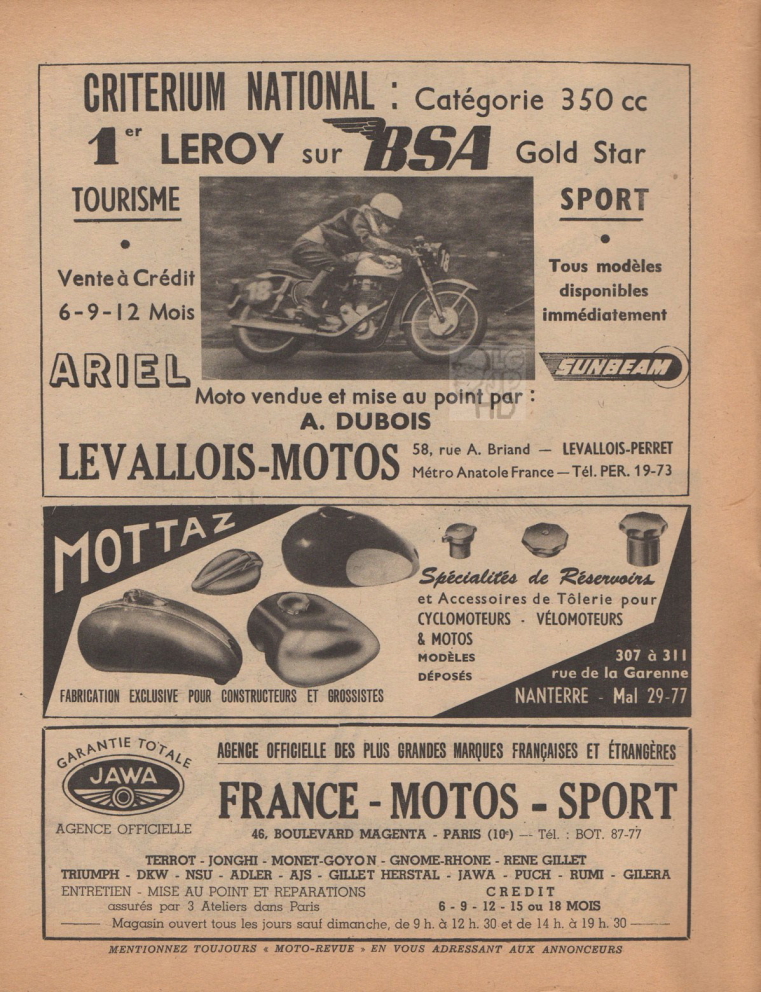 CRITERIUM NATIONAL : Catégorie 350 cc
1er LEROY sur BSA Gold Star
TOURISME
SPORT
Vente à Crédit
6-9-12 Mois
Tous modèles
disponibles
immédiatement
ARIEL
SUNBEAM
Moto vendue et mise au point par :
A. DUBOIS
LEVALLOIS-MOTOS
58, rue A. Briand — LEVALLOIS-PERRET
Métro Anatole France — Tél. PER. 19-73
MOTTAZ
Spécialités de Réservoirs
et Accessoires de Tôlerie pour
CYCLOMOTEURS - VÉLOMOTEURS
& MOTOS
MODÈLES
DÉPOSÉS
307 à 311
rue de la Garenne
NANTERRE - Mal 29-77
FABRICATION EXCLUSIVE POUR CONSTRUCTEURS ET GROSSISTES
GARANTIE TOTALE
JAWA
AGENCE OFFICIELLE
AGENCE OFFICIELLE DES PLUS GRANDES MARQUES FRANÇAISES ET ÉTRANGÈRES
FRANCE - MOTOS - SPORT
46, BOULEVARD MAGENTA - PARIS (10e) — Tél. : BOT. 87-77
TERROT - JONGHI - MONET-GOYON - GNOME-RHONE - RENE GILLET
TRIUMPH - DKW - NSU - ADLER - AJS - GILLET HERSTAL - JAWA - PUCH - RUMI - GILERA
ENTRETIEN - MISE AU POINT ET REPARATIONS
assurés par 3 Ateliers dans Paris
CREDIT
6 - 9 - 12 - 15 ou 18 MOIS
Magasin ouvert tous les jours sauf dimanche, de 9 h. à 12 h. 30 et de 14 h. à 19 h. 30
MENTIONNEZ TOUJOURS « MOTO-REVUE » EN VOUS ADRESSANT AUX ANNONCEURS